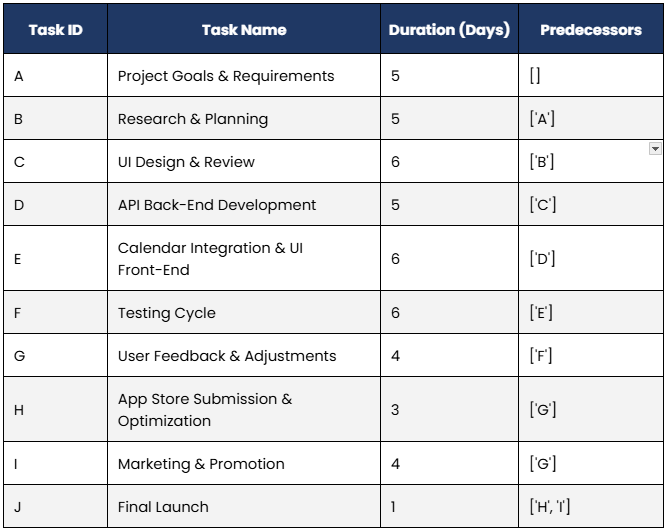 Task ID Task Name Duration (Days) Predecessors
A Project Goals & Requirements 5 []
B Research & Planning 5 ['A']
C UI Design & Review 6 ['B']
D API Back-End Development 5 ['C']
E Calendar Integration & UI
Front-End 6 ['D']
F Testing Cycle 6 ['E']
G User Feedback & Adjustments 4 ['F']
H App Store Submission &
Optimization 3 ['G']
I Marketing & Promotion 4 ['G']
J Final Launch 1 ['H', 'I']